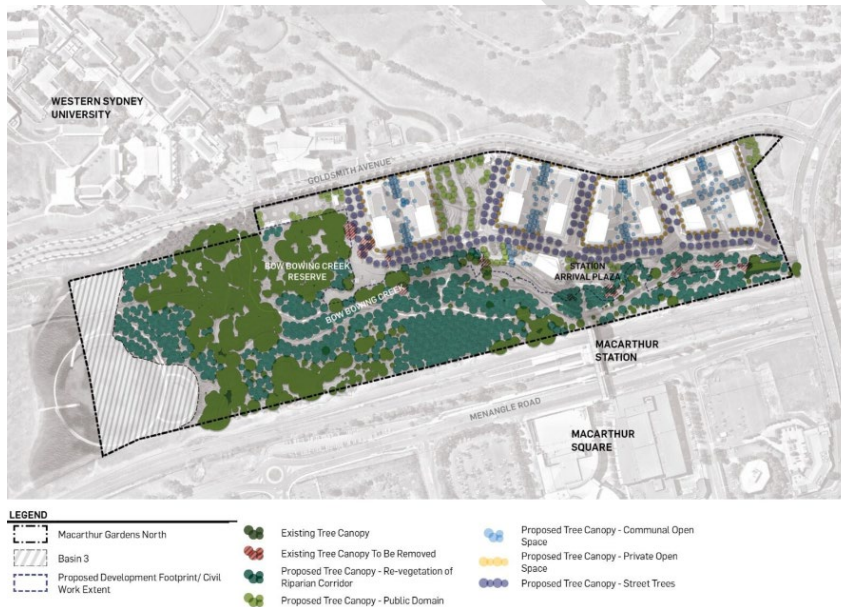 WESTERN SYDNEY
UNIVERSITY
GOLDSMITH AVENUE
BOW BOWING CREEK
RESERVE
BOW BOWING CREEK
STATION
ARRIVAL PLAZA
MACARTHUR
STATION
MENANGLE ROAD
MACARTHUR
SQUARE
LEGEND
Macarthur Gardens North
Basin 3
Proposed Development Footprint/ Civil
Work Extent
Existing Tree Canopy
Existing Tree Canopy To Be Removed
Proposed Tree Canopy - Re-vegetation of
Riparian Corridor
Proposed Tree Canopy - Public Domain
Proposed Tree Canopy - Communal Open
Space
Proposed Tree Canopy - Private Open
Space
Proposed Tree Canopy - Street Trees